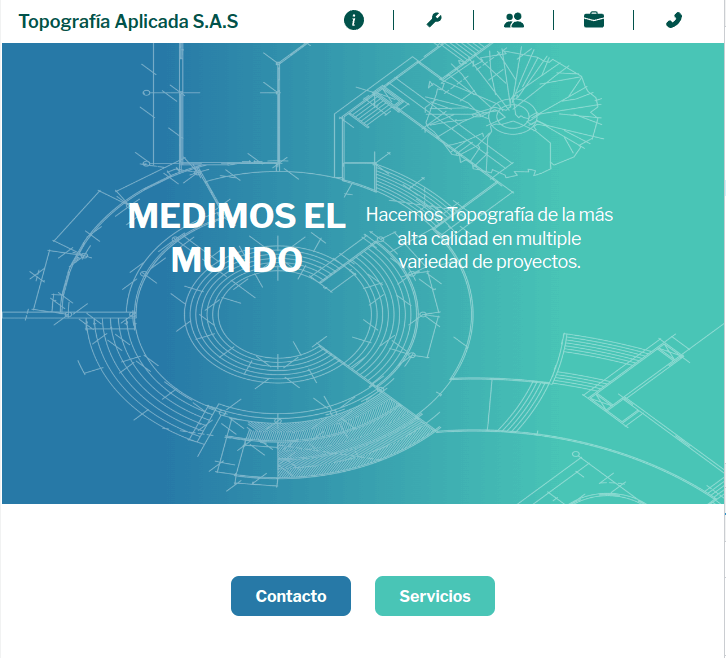 Topografía Aplicada S.A.S
MEDIMOS EL
MUNDO
Hacemos Topografía de la más
alta calidad en multiple
variedad de proyectos.
Contacto
Servicios